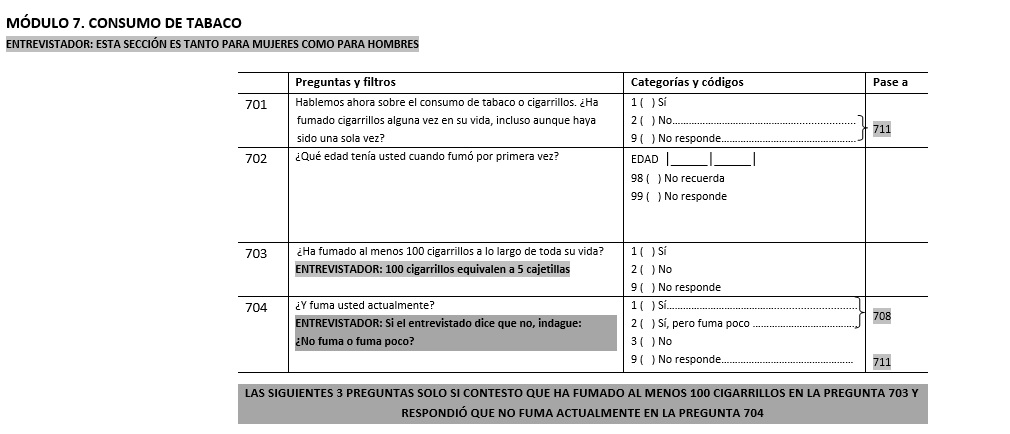 MÓDULO 7. CONSUMO DE TABACO
ENTREVISTADOR: ESTA SECCIÓN ES TANTO PARA MUJERES COMO PARA HOMBRES
Preguntas y filtros
Categorías y códigos
Pase a
701
Hablemos ahora sobre el consumo de tabaco o cigarrillos. ¿Ha
fumado cigarrillos alguna vez en su vida, incluso aunque haya
sido una sola vez?
1 ( ) Sí
2 ( ) No
9 ( ) No responde
711
702
¿Qué edad tenía usted cuando fumó por primera vez?
EDAD |_____|_____|
98 ( ) No recuerda
99 ( ) No responde
703
¿Ha fumado al menos 100 cigarrillos a lo largo de toda su vida?
ENTREVISTADOR: 100 cigarrillos equivalen a 5 cajetillas
1 ( ) Sí
2 ( ) No
9 ( ) No responde
704
¿Y fuma usted actualmente?
ENTREVISTADOR: Si el entrevistado dice que no, indague:
¿No fuma o fuma poco?
1 ( ) Sí
2 ( ) Sí, pero fuma poco
3 ( ) No
9 ( ) No responde
708
711
LAS SIGUIENTES 3 PREGUNTAS SOLO SI CONTESTO QUE HA FUMADO AL MENOS 100 CIGARRILLOS EN LA PREGUNTA 703 Y
RESPONDIÓ QUE NO FUMA ACTUALMENTE EN LA PREGUNTA 704